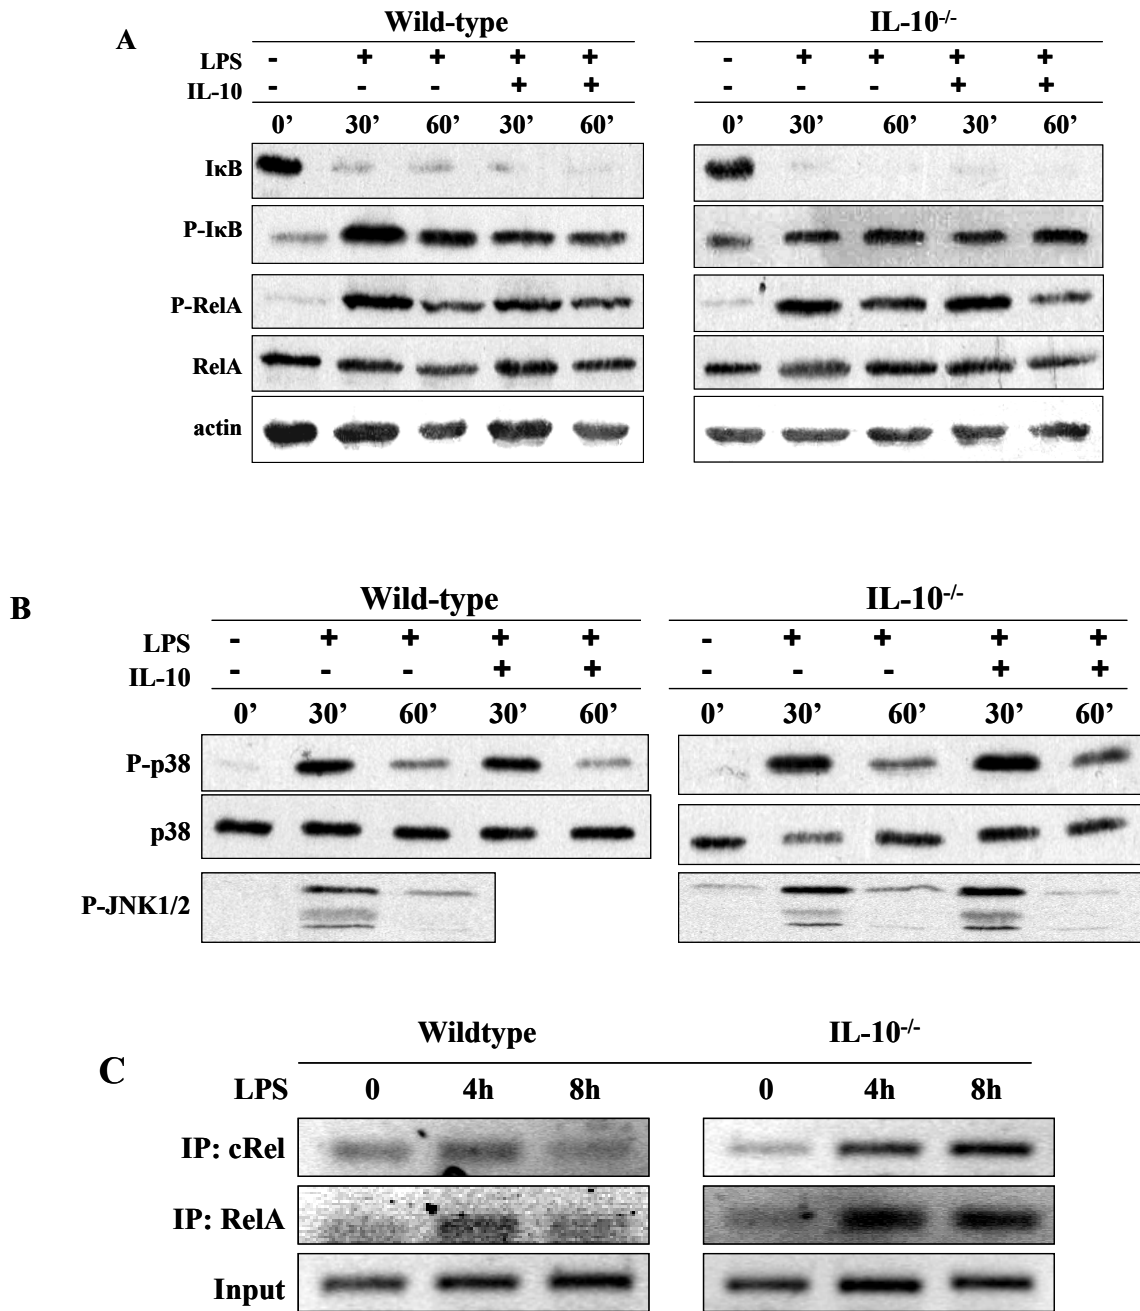 A
Wild-type IL-10-/-
LPS - + + + + - + + + +
IL-10 - - - + + - - - + +
0’ 30’ 60’ 30’ 60’ 0’ 30’ 60’ 30’ 60’
IκB
P-IκB
P-RelA
RelA
actin
B
Wild-type IL-10-/-
LPS - + + + + - + + + +
IL-10 - - - + + - - - + +
0’ 30’ 60’ 30’ 60’ 0’ 30’ 60’ 30’ 60’
P-p38
p38
P-JNK1/2
C
Wildtype IL-10-/-
LPS 0 4h 8h 0 4h 8h
IP: cRel
IP: RelA
Input